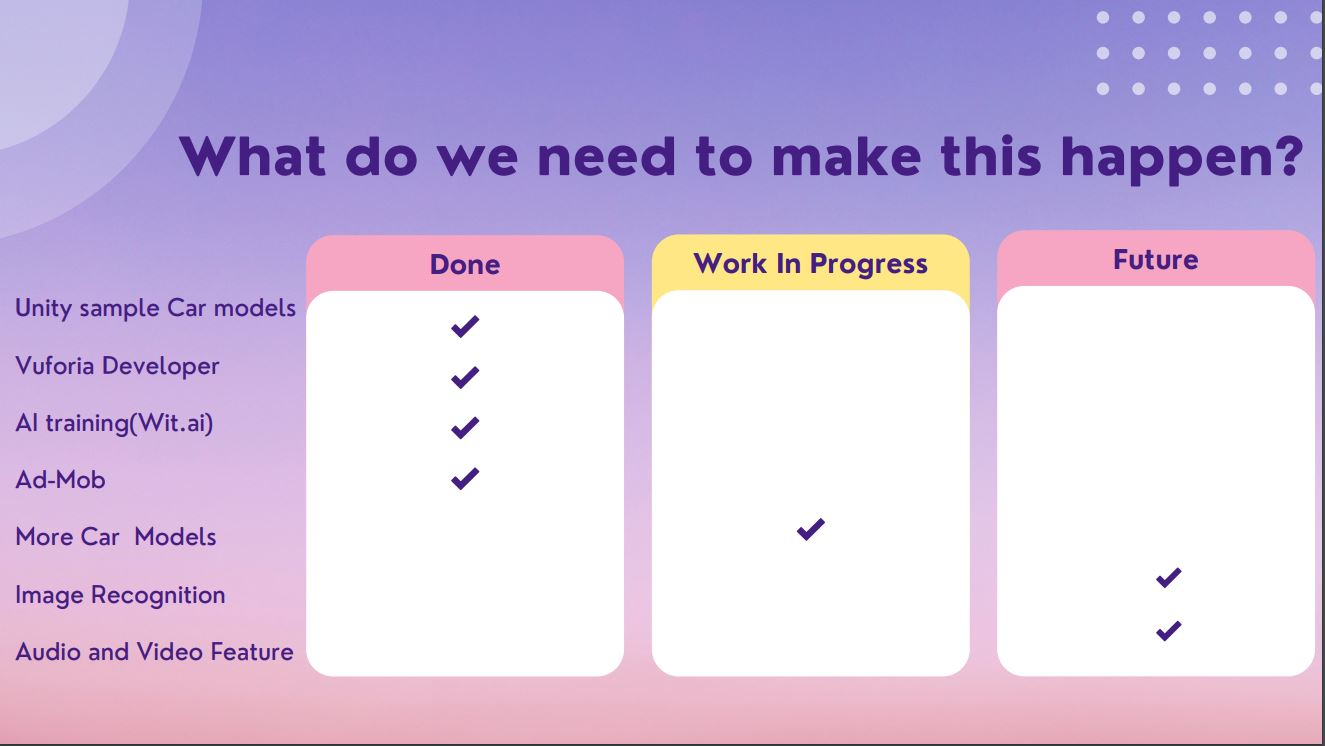 What do we need to make this happen?
Done
Work In Progress
Future
Unity sample Car models
Vuforia Developer
AI training(Wit.ai)
Ad-Mob
More Car  Models
Image Recognition
Audio and Video Feature